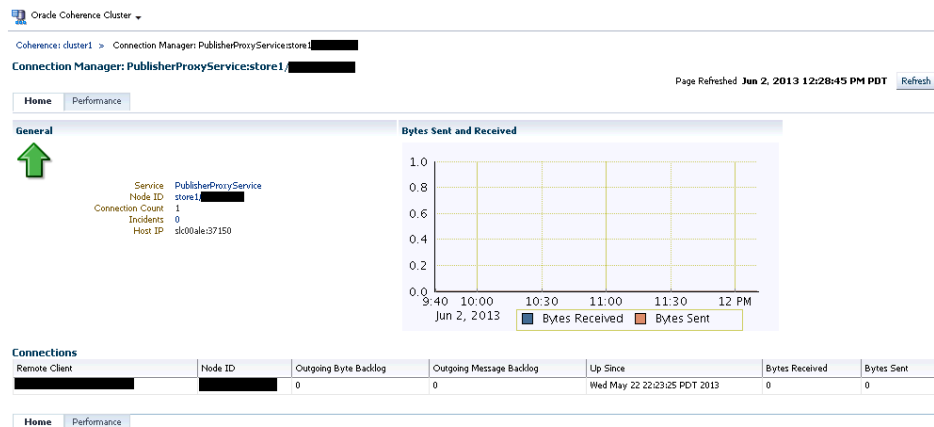 Oracle Coherence Cluster
Coherence: cluster1 » Connection Manager: PublisherProxyService:store1
Connection Manager: PublisherProxyService:store1/
Page Refreshed Jun 2, 2013 12:28:45 PM PDT Refresh
Home Performance
General
Service PublisherProxyService
Node ID store1/
Connection Count 1
Incidents 0
Host IP slc00ale:37150
Bytes Sent and Received
1.0
0.8
0.6
0.4
0.2
0.0
9:40 10:00 10:30 11:00 11:30 12 PM
Jun 2, 2013
Bytes Received Bytes Sent
Connections
Remote Client Node ID Outgoing Byte Backlog Outgoing Message Backlog Up Since Bytes Received Bytes Sent
0 0 Wed May 22 22:23:25 PDT 2013 0 0
Home Performance